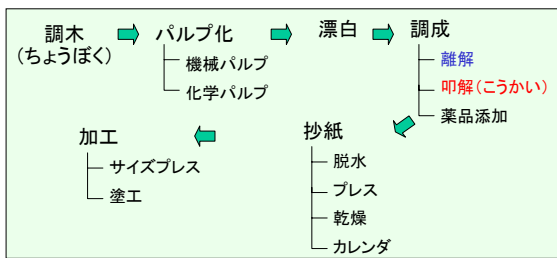 調木
(ちょうぼく)
パルプ化
機械パルプ
化学パルプ
漂白
調成
離解
叩解(こうかい)
薬品添加
抄紙
脱水
プレス
乾燥
カレンダ
加工
サイズプレス
塗工